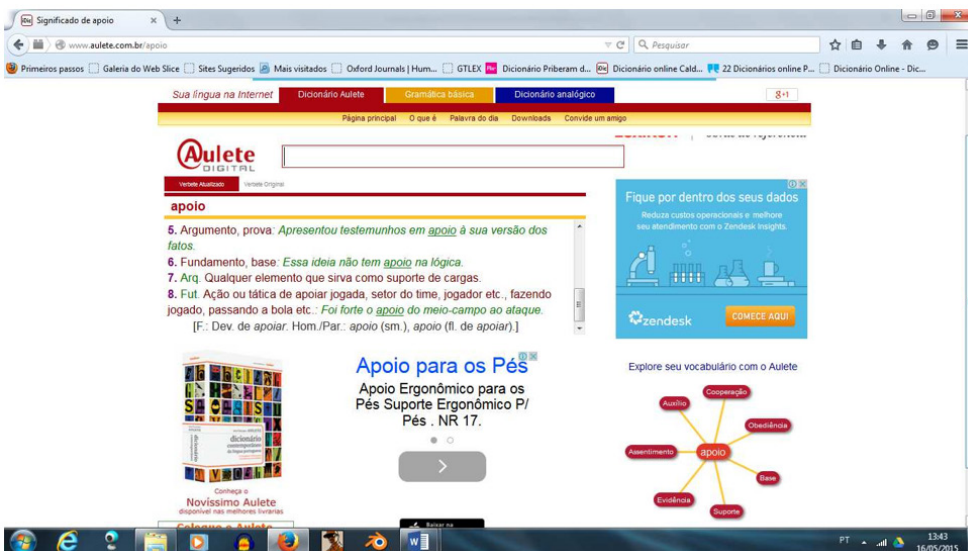 Significado de apoio
www.aulete.com.br/apoio
Pesquisar
Primeiros passos Galeria do Web Slice Sites Sugeridos Mais visitados Oxford Journals | Hum... GTLEX Dicionário Priberam d... Dicionário online Cald... 22 Dicionários online P... Dicionário Online - Dic...
Sua língua na Internet Dicionário Aulete Gramática básica Dicionário analógico
g+1
Página principal O que é Palavra do dia Downloads Convide um amigo
Aulete
DIGITAL
Verbete Atualizado Verbete Original
apoio
5. Argumento, prova: Apresentou testemunhos em apoio à sua versão dos
fatos.
6. Fundamento, base: Essa ideia não tem apoio na lógica.
7. Arq. Qualquer elemento que sirva como suporte de cargas.
8. Fut. Ação ou tática de apoiar jogada, setor do time, jogador etc., fazendo
jogado, passando a bola etc.: Foi forte o apoio do meio-campo ao ataque.
[F.: Dev. de apoiar. Hom./Par.: apoio (sm.), apoio (fl. de apoiar).]
Fique por dentro dos seus dados
Reduza custos operacionais e melhore
seu atendimento com o Zendesk Insights.
zendesk
COMECE AQUI
dicionário
Conheça o
Novíssimo Aulete
disponível nas melhores livrarias
Coloque o Aulete
Apoio para os Pés
Apoio Ergonômico para os
Pés Suporte Ergonômico P/
Pés . NR 17.
Baixar na
Explore seu vocabulário com o Aulete
Cooperação
Auxílio
Obediência
Assentimento
apoio
Base
Evidência
Suporte
PT
13:43
16/05/2015